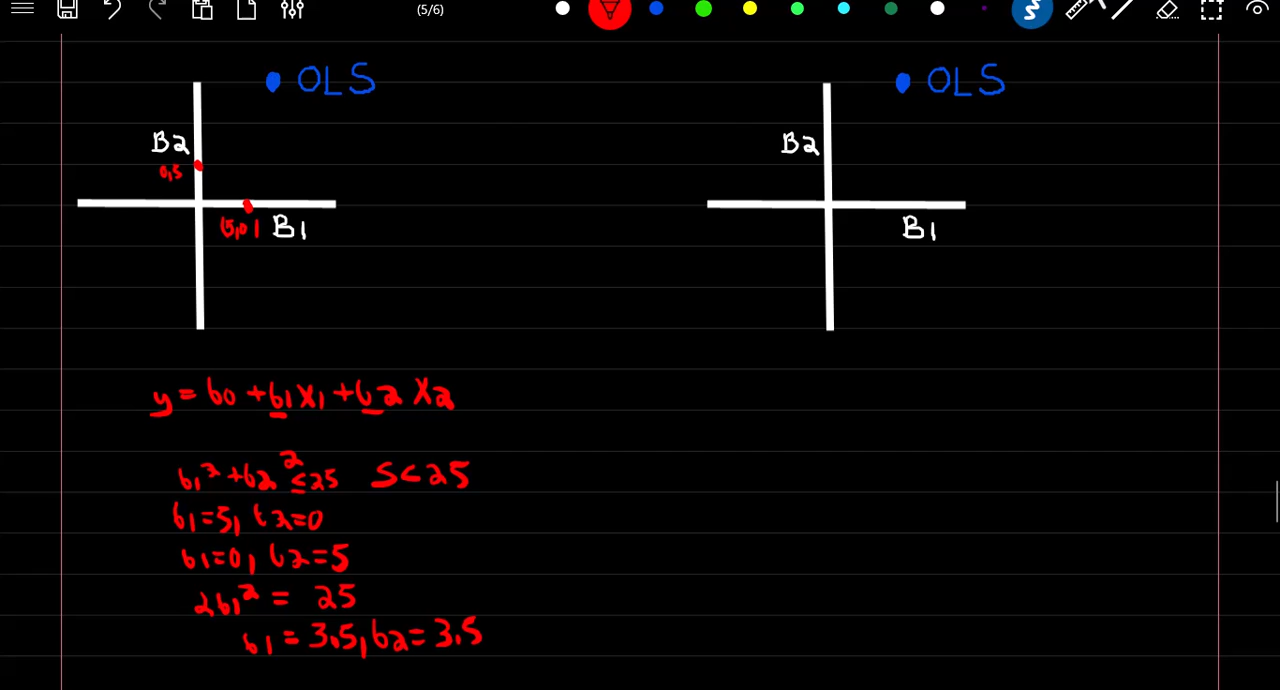 (5/6)
OLS
OLS
B2
B2
0,5
(5,0)
B1
B1
y = b0 + b1 x1 + b2 x2
b1² + b2² ≤ 25 S < 25
b1 = 5, b2 = 0
b1 = 0, b2 = 5
2b1² = 25
b1 = 3.5, b2 = 3.5